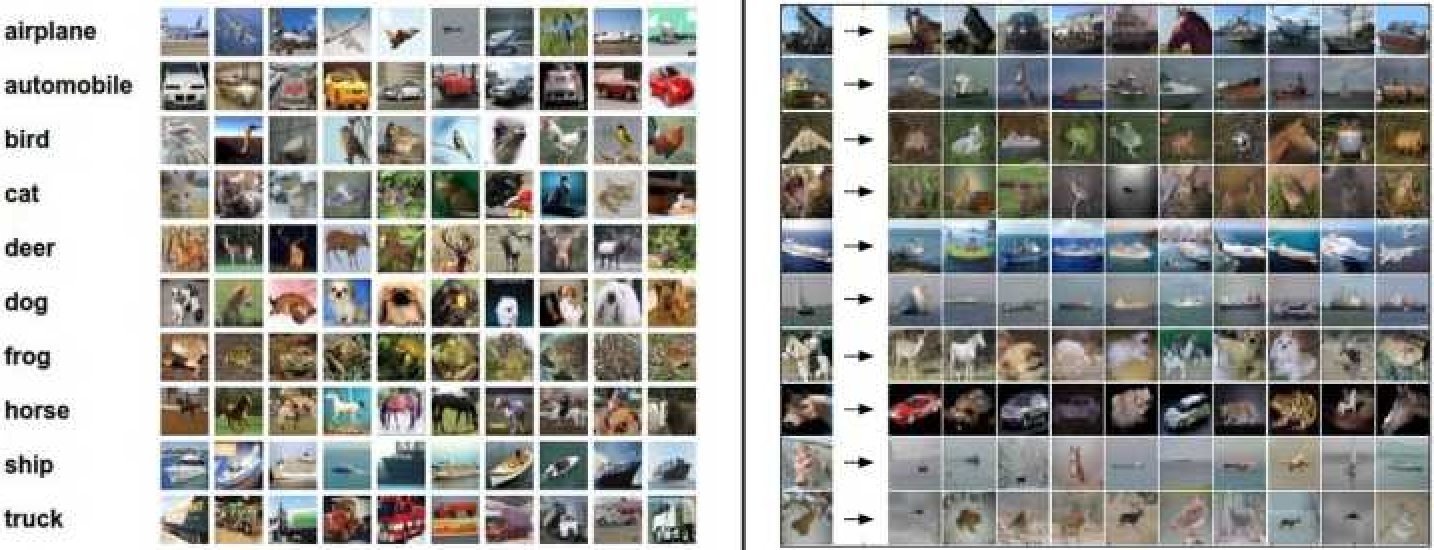 airplane
automobile
bird
cat
deer
dog
frog
horse
ship
truck